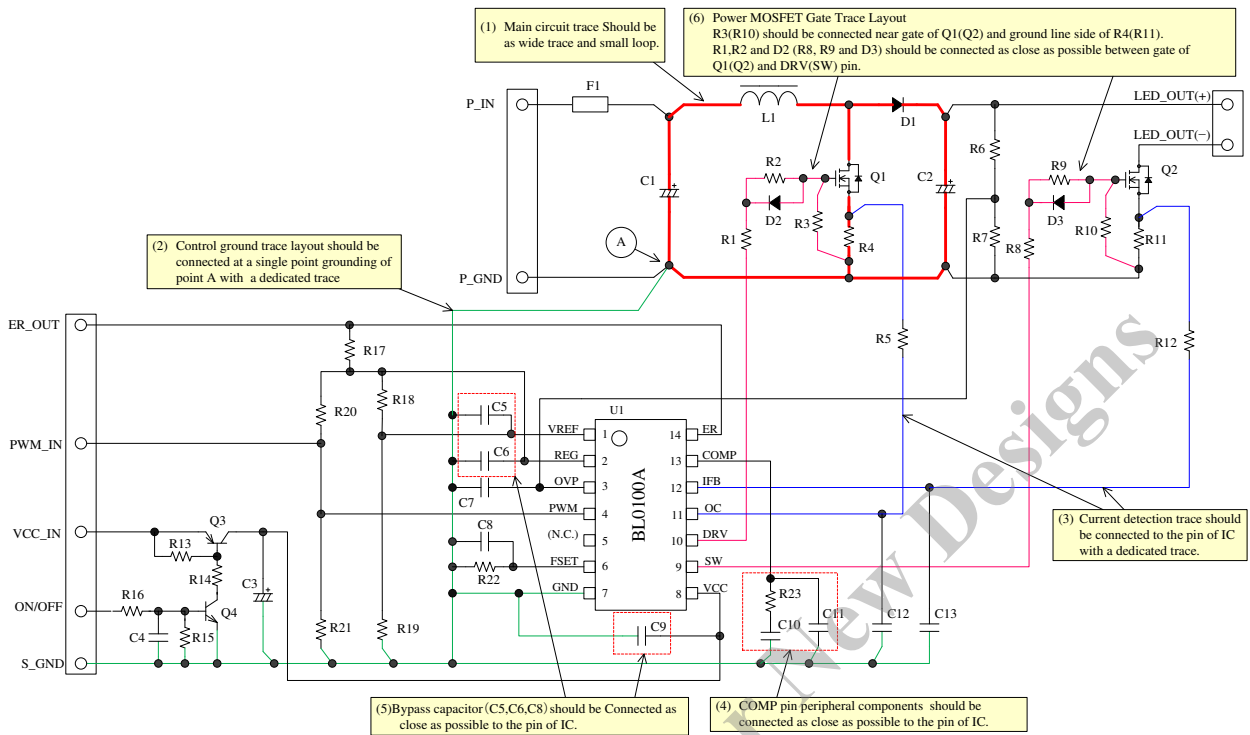 (1) Main circuit trace Should be
as wide trace and small loop.
(6) Power MOSFET Gate Trace Layout
R3(R10) should be connected near gate of Q1(Q2) and ground line side of R4(R11).
R1,R2 and D2 (R8, R9 and D3) should be connected as close as possible between gate of
Q1(Q2) and DRV(SW) pin.
P_IN
F1
L1
D1
LED_OUT(+)
LED_OUT(−)
R6
R2
Q1
C1
C2
R9
Q2
D2
D3
R3
R1
R4
R7
R8
R10
R11
(2) Control ground trace layout should be
connected at a single point grounding of
point A with a dedicated trace
A
P_GND
ER_OUT
R17
R5
R12
R18
R20
C5
U1
PWM_IN
VREF
1
14
ER
C6
REG
2
13
COMP
C7
OVP
3
12
IFB
PWM
4
11
OC
BL0100A
(3) Current detection trace should
be connected to the pin of IC
with a dedicated trace.
VCC_IN
Q3
C8
(N.C.)
5
10
DRV
R13
R14
R22
FSET
6
9
SW
C3
GND
7
8
VCC
ON/OFF
R16
Q4
R23
C4
R15
R21
R19
C9
C10
C11
C12
C13
S_GND
(5)Bypass capacitor(C5,C6,C8) should be Connected as
close as possible to the pin of IC.
(4) COMP pin peripheral components should be
connected as close as possible to the pin of IC.
New Designs